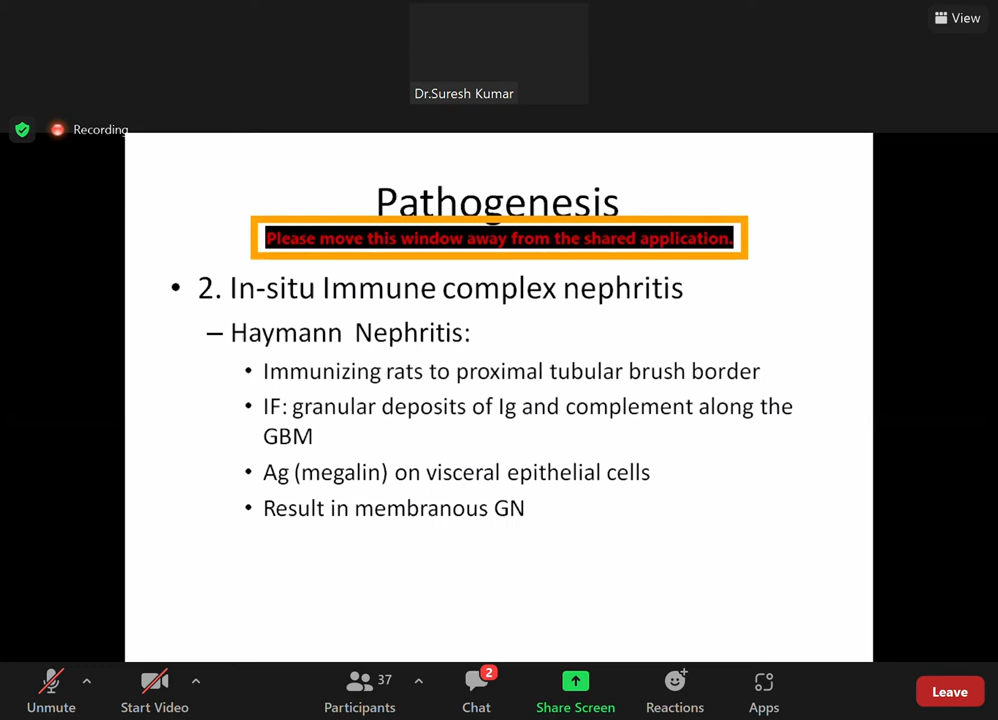 View
Dr.Suresh Kumar
Recording
Pathogenesis
Please move this window away from the shared application.
• 2. In-situ Immune complex nephritis
– Haymann Nephritis:
• Immunizing rats to proximal tubular brush border
• IF: granular deposits of Ig and complement along the
GBM
• Ag (megalin) on visceral epithelial cells
• Result in membranous GN
37
2
Unmute
Start Video
Participants
Chat
Share Screen
Reactions
Apps
Leave